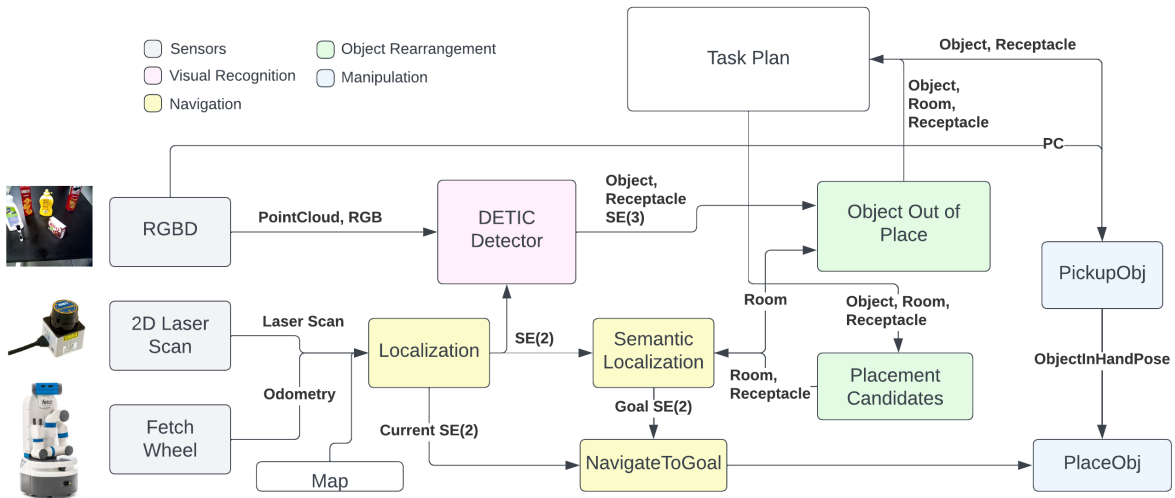 Sensors
Visual Recognition
Navigation
Object Rearrangement
Manipulation
Task Plan
Object, Receptacle
Object,
Room,
Receptacle
PC
RGBD
PointCloud, RGB
DETIC
Detector
Object,
Receptacle
SE(3)
Object Out of
Place
PickupObj
2D Laser
Scan
Laser Scan
Localization
SE(2)
Semantic
Localization
Room
Object, Room,
Receptacle
Room,
Receptacle
Placement
Candidates
ObjectInHandPose
Odometry
Fetch
Wheel
Current SE(2)
Goal SE(2)
Map
NavigateToGoal
PlaceObj